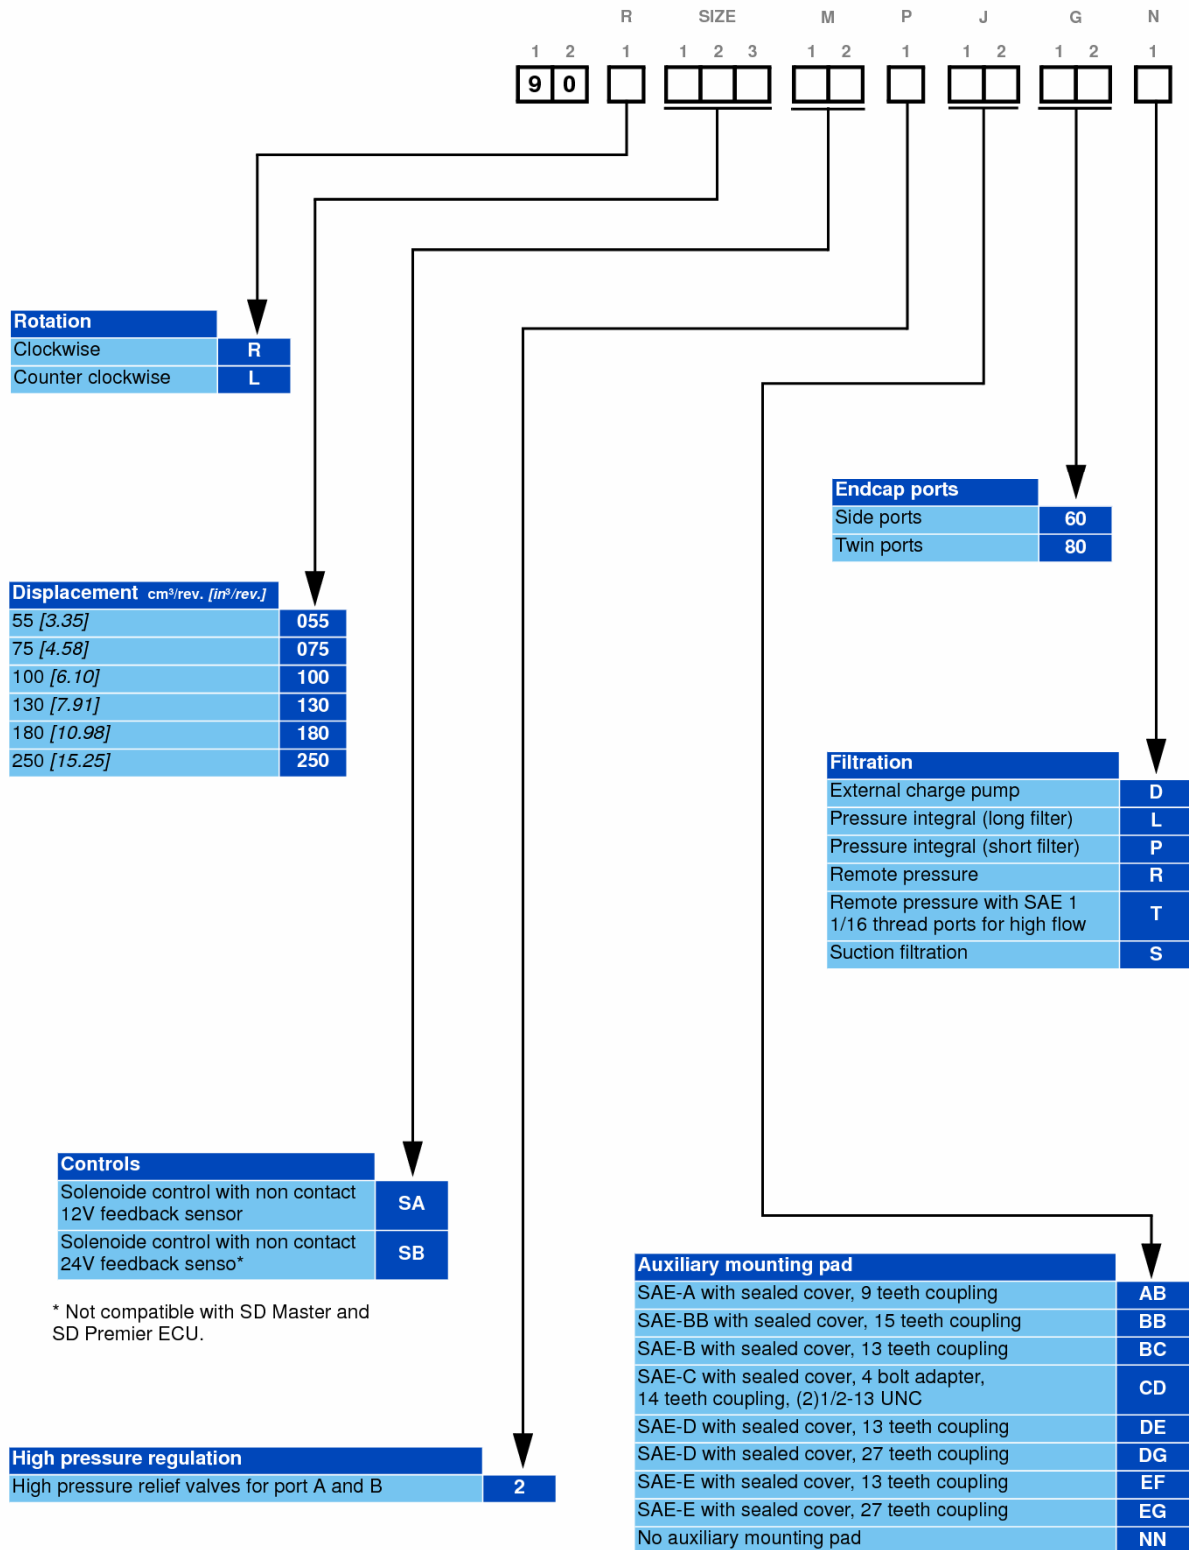 R SIZE M P J G N
1 2 1 1 2 3 1 2 1 1 2 1 2 1
9 0
Rotation
Clockwise R
Counter clockwise L
Endcap ports
Side ports 60
Twin ports 80
Displacement cm³/rev. [in³/rev.]
55 [3.35] 055
75 [4.58] 075
100 [6.10] 100
130 [7.91] 130
180 [10.98] 180
250 [15.25] 250
Filtration
External charge pump D
Pressure integral (long filter) L
Pressure integral (short filter) P
Remote pressure R
Remote pressure with SAE 1
1/16 thread ports for high flow T
Suction filtration S
Controls
Solenoide control with non contact
12V feedback sensor SA
Solenoide control with non contact
24V feedback senso* SB
* Not compatible with SD Master and
SD Premier ECU.
Auxiliary mounting pad
SAE-A with sealed cover, 9 teeth coupling AB
SAE-BB with sealed cover, 15 teeth coupling BB
SAE-B with sealed cover, 13 teeth coupling BC
SAE-C with sealed cover, 4 bolt adapter,
14 teeth coupling, (2)1/2-13 UNC CD
SAE-D with sealed cover, 13 teeth coupling DE
SAE-D with sealed cover, 27 teeth coupling DG
SAE-E with sealed cover, 13 teeth coupling EF
SAE-E with sealed cover, 27 teeth coupling EG
No auxiliary mounting pad NN
High pressure regulation
High pressure relief valves for port A and B 2